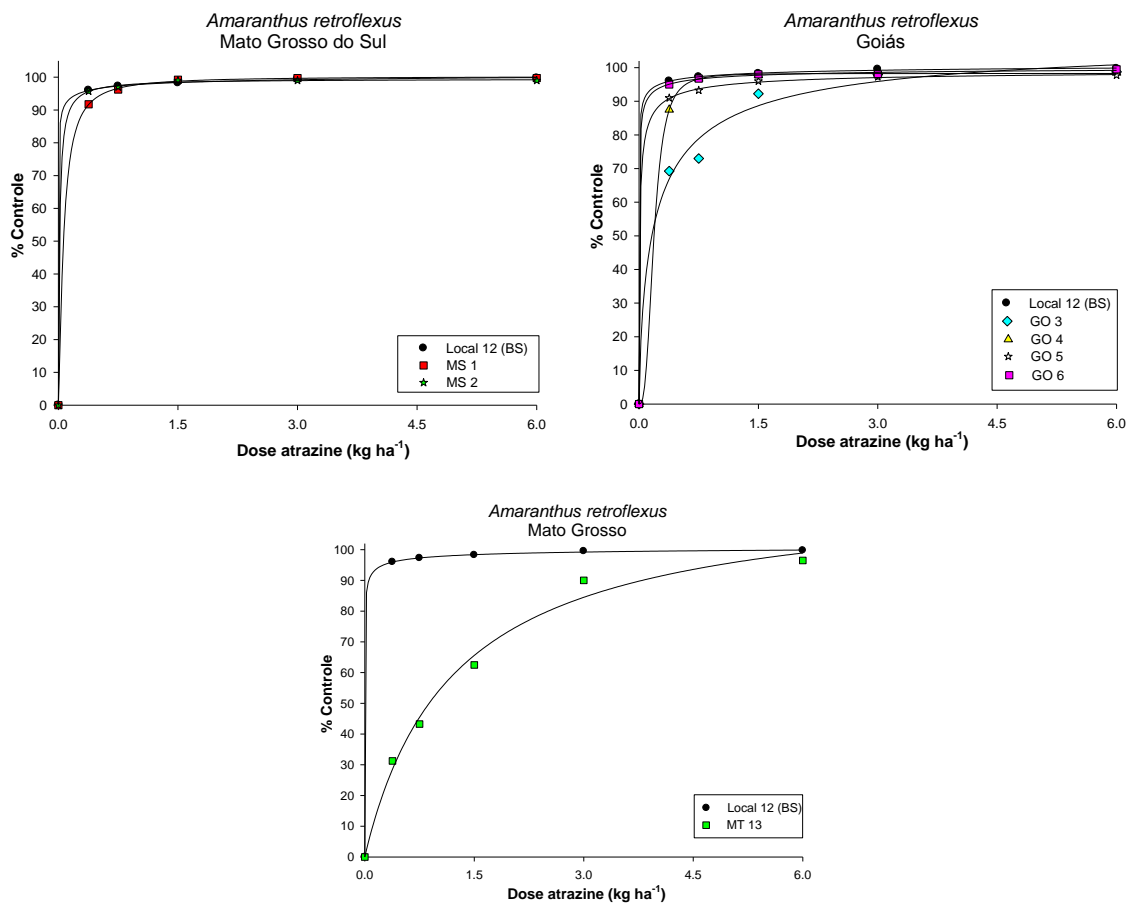 Amaranthus retroflexus
Mato Grosso do Sul
% Controle
100
90
80
70
60
50
40
30
20
10
0
0.0
1.5
3.0
4.5
6.0
Dose atrazine (kg ha⁻¹)
Local 12 (BS)
MS 1
MS 2
Amaranthus retroflexus
Goiás
% Controle
100
90
80
70
60
50
40
30
20
10
0
0.0
1.5
3.0
4.5
6.0
Dose atrazine (kg ha⁻¹)
Local 12 (BS)
GO 3
GO 4
GO 5
GO 6
Amaranthus retroflexus
Mato Grosso
% Controle
100
90
80
70
60
50
40
30
20
10
0
0.0
1.5
3.0
4.5
6.0
Dose atrazine (kg ha⁻¹)
Local 12 (BS)
MT 13